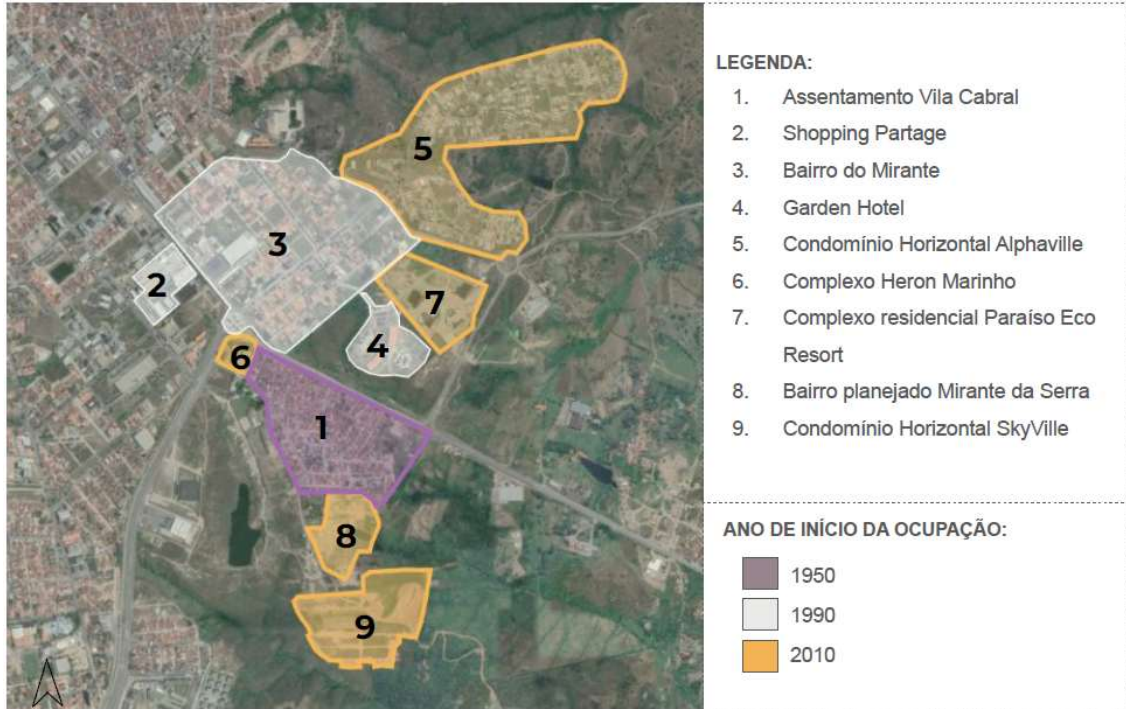 5
3
2
7
4
6
1
8
9
LEGENDA:
1. Assentamento Vila Cabral
2. Shopping Partage
3. Bairro do Mirante
4. Garden Hotel
5. Condomínio Horizontal Alphaville
6. Complexo Heron Marinho
7. Complexo residencial Paraíso Eco
Resort
8. Bairro planejado Mirante da Serra
9. Condomínio Horizontal SkyVille
ANO DE INÍCIO DA OCUPAÇÃO:
1950
1990
2010